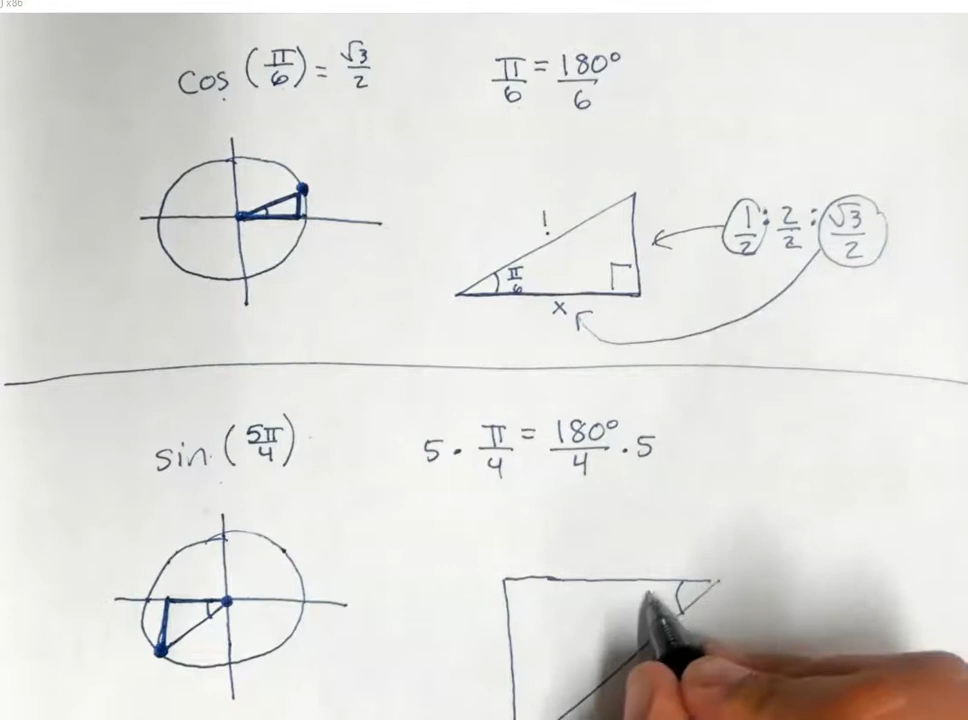 cos (π/6) = √3/2
π/6 = 180°/6
1
π/6
x
1/2 : 2/2 : √3/2
sin (5π/4)
5 · π/4 = 180°/4 · 5